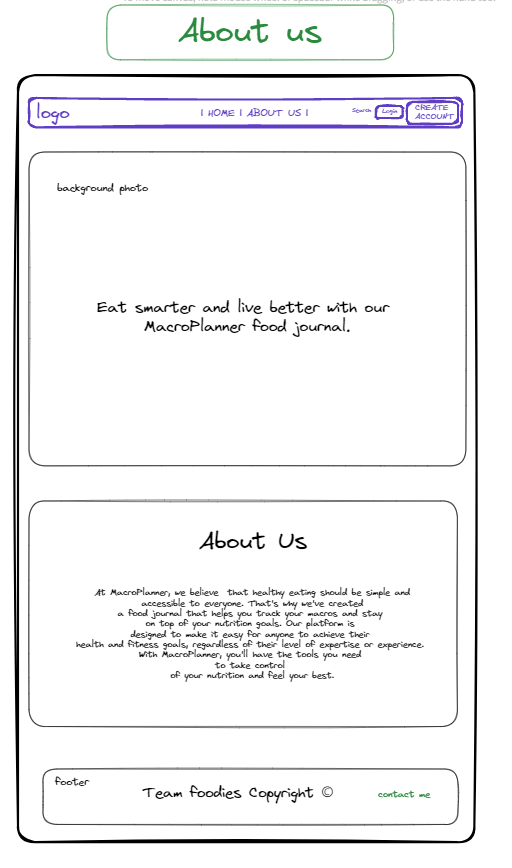 About us
logo
| HOME | ABOUT US |
Search
Login
CREATE
ACCOUNT
background photo
Eat smarter and live better with our
MacroPlanner food journal.
About Us
At MacroPlanner, we believe that healthy eating should be simple and
accessible to everyone. That's why we've created
a food journal that helps you track your macros and stay
on top of your nutrition goals. Our platform is
designed to make it easy for anyone to achieve their
health and fitness goals, regardless of their level of expertise or experience.
With MacroPlanner, you'll have the tools you need
to take control
of your nutrition and feel your best.
footer
Team foodies Copyright ©
contact me